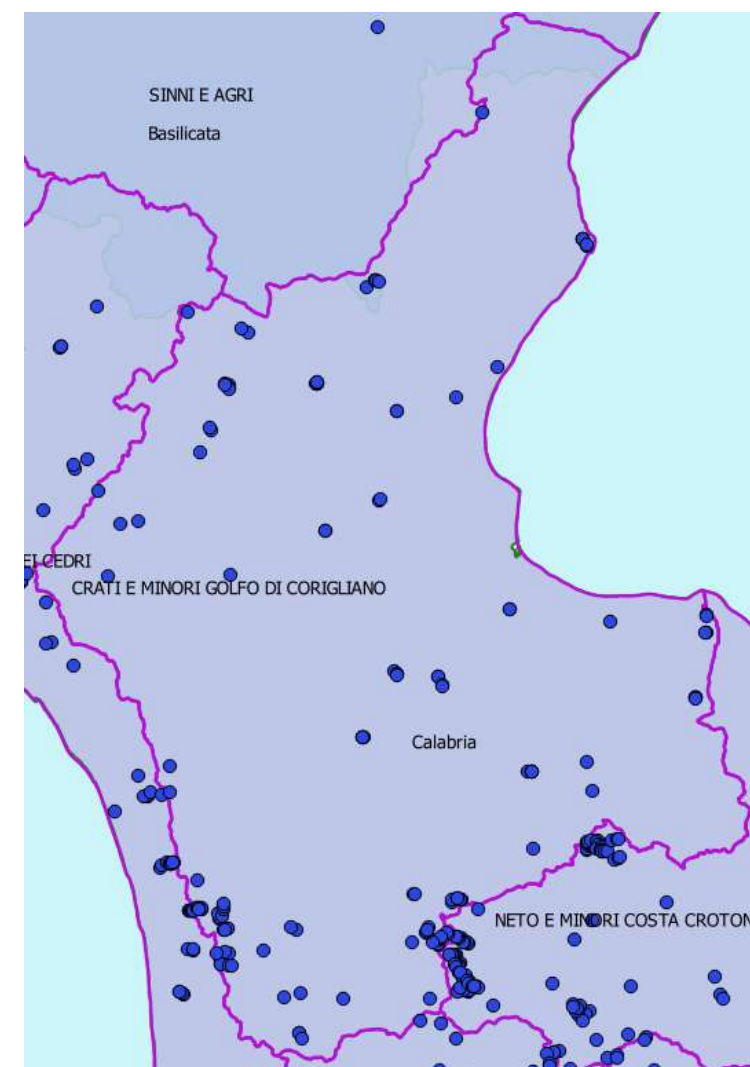 SINNI E AGRI
Basilicata
EI CEDRI
CRATI E MINORI GOLFO DI CORIGLIANO
Calabria
NETO E MINORI COSTA CROTON